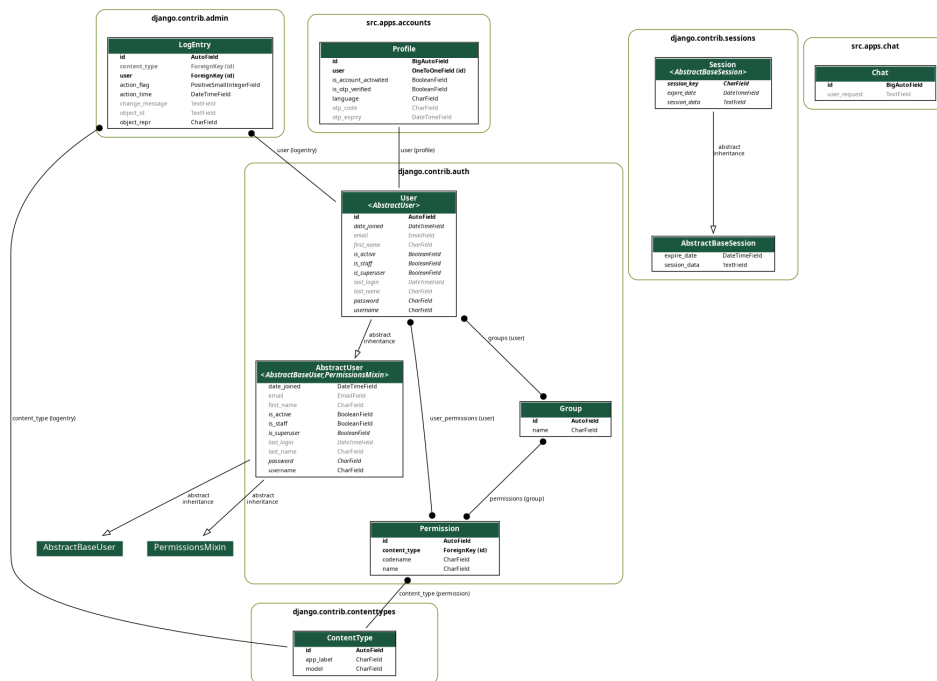 django.contrib.admin
LogEntry
id AutoField
content_type ForeignKey (id)
user ForeignKey (id)
action_flag PositiveSmallIntegerField
action_time DateTimeField
change_message TextField
object_id TextField
object_repr CharField
src.apps.accounts
Profile
id BigAutoField
user OneToOneField (id)
is_account_activated BooleanField
is_otp_verified BooleanField
language CharField
otp_code CharField
otp_expiry DateTimeField
django.contrib.sessions
Session
<AbstractBaseSession>
session_key CharField
expire_date DateTimeField
session_data TextField
abstract
inheritance
AbstractBaseSession
expire_date DateTimeField
session_data TextField
src.apps.chat
Chat
id BigAutoField
user_request TextField
user (logentry)
user (profile)
django.contrib.auth
User
<AbstractUser>
id AutoField
date_joined DateTimeField
email EmailField
first_name CharField
is_active BooleanField
is_staff BooleanField
is_superuser BooleanField
last_login DateTimeField
last_name CharField
password CharField
username CharField
abstract
inheritance
groups (user)
AbstractUser
<AbstractBaseUser,PermissionsMixin>
date_joined DateTimeField
email EmailField
first_name CharField
is_active BooleanField
is_staff BooleanField
is_superuser BooleanField
last_login DateTimeField
last_name CharField
password CharField
username CharField
Group
id AutoField
name CharField
content_type (logentry)
user_permissions (user)
abstract
inheritance
abstract
inheritance
permissions (group)
AbstractBaseUser
PermissionsMixin
Permission
id AutoField
content_type ForeignKey (id)
codename CharField
name CharField
content_type (permission)
django.contrib.contenttypes
ContentType
id AutoField
app_label CharField
model CharField